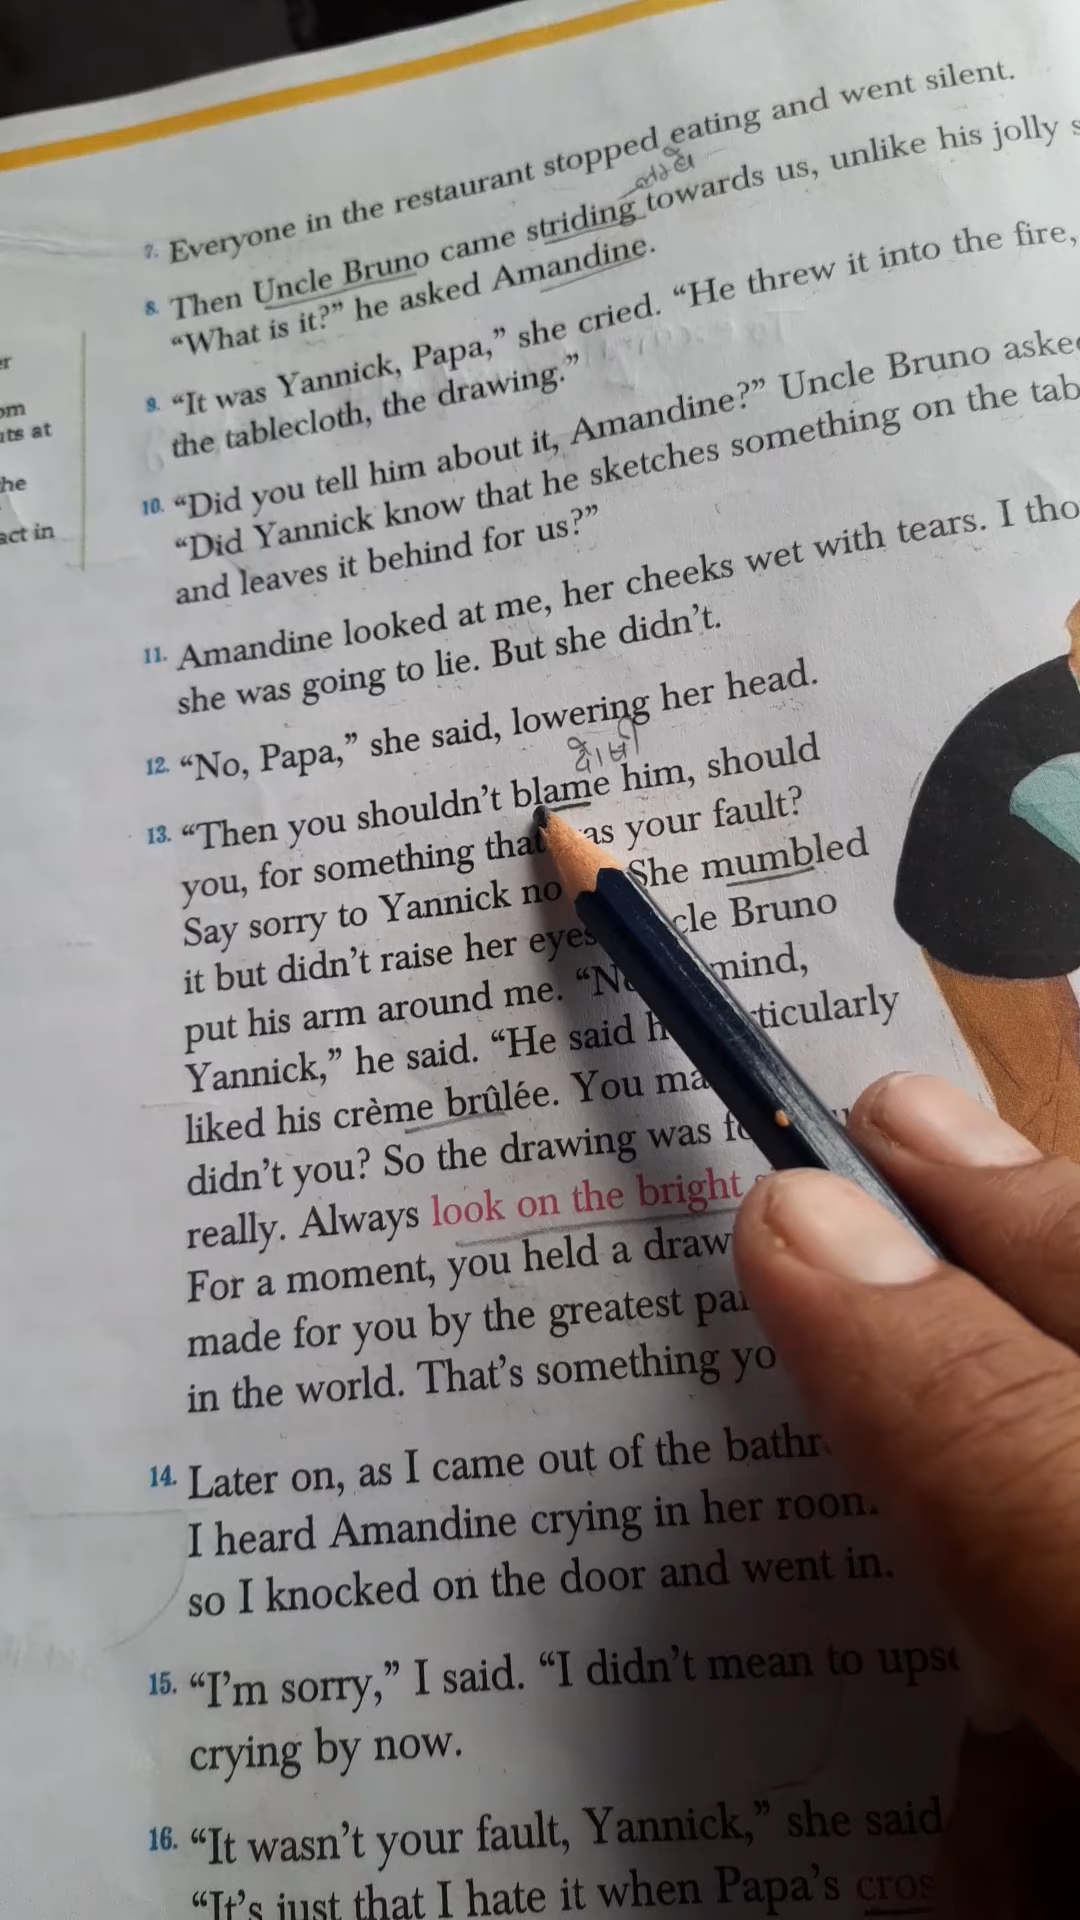 7. Everyone in the restaurant stopped eating and went silent.
8. Then Uncle Bruno came striding towards us, unlike his jolly s
“What is it?” he asked Amandine.
9. “It was Yannick, Papa,” she cried. “He threw it into the fire,
the tablecloth, the drawing.”
10. “Did you tell him about it, Amandine?” Uncle Bruno aske
“Did Yannick know that he sketches something on the tab
and leaves it behind for us?”
11. Amandine looked at me, her cheeks wet with tears. I tho
she was going to lie. But she didn’t.
12. “No, Papa,” she said, lowering her head.
13. “Then you shouldn’t blame him, should
you, for something that as your fault?
Say sorry to Yannick no She mumbled
it but didn’t raise her eyes cle Bruno
put his arm around me. “N mind,
Yannick,” he said. “He said h ticularly
liked his crème brûlée. You ma
didn’t you? So the drawing was fo
really. Always look on the bright
For a moment, you held a draw
made for you by the greatest pai
in the world. That’s something yo
14. Later on, as I came out of the bathr
I heard Amandine crying in her room.
so I knocked on the door and went in.
15. “I’m sorry,” I said. “I didn’t mean to upse
crying by now.
16. “It wasn’t your fault, Yannick,” she said
“It’s just that I hate it when Papa’s cros
er
om
uts at
he
act in